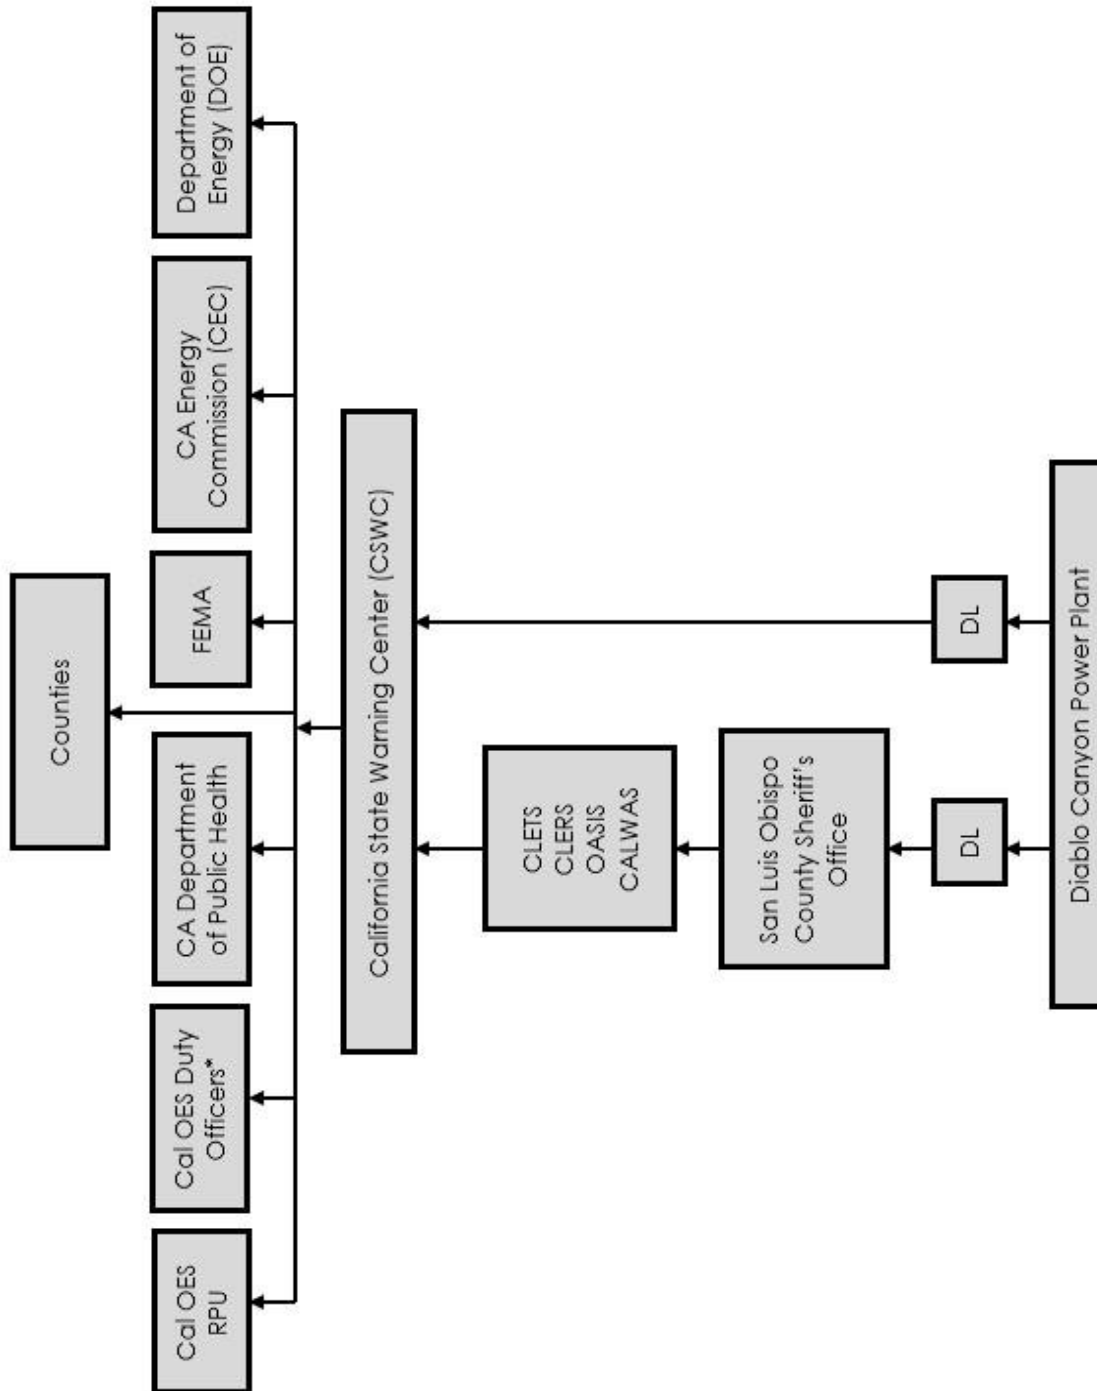 Counties
Cal OES
RPU
Cal OES Duty
Officers*
CA Department
of Public Health
FEMA
CA Energy
Commission (CEC)
Department of
Energy (DOE)
California State Warning Center (CSWC)
CLETS
CLERS
OASIS
CALWAS
San Luis Obispo
County Sheriff's
Office
DL
DL
Diablo Canyon Power Plant